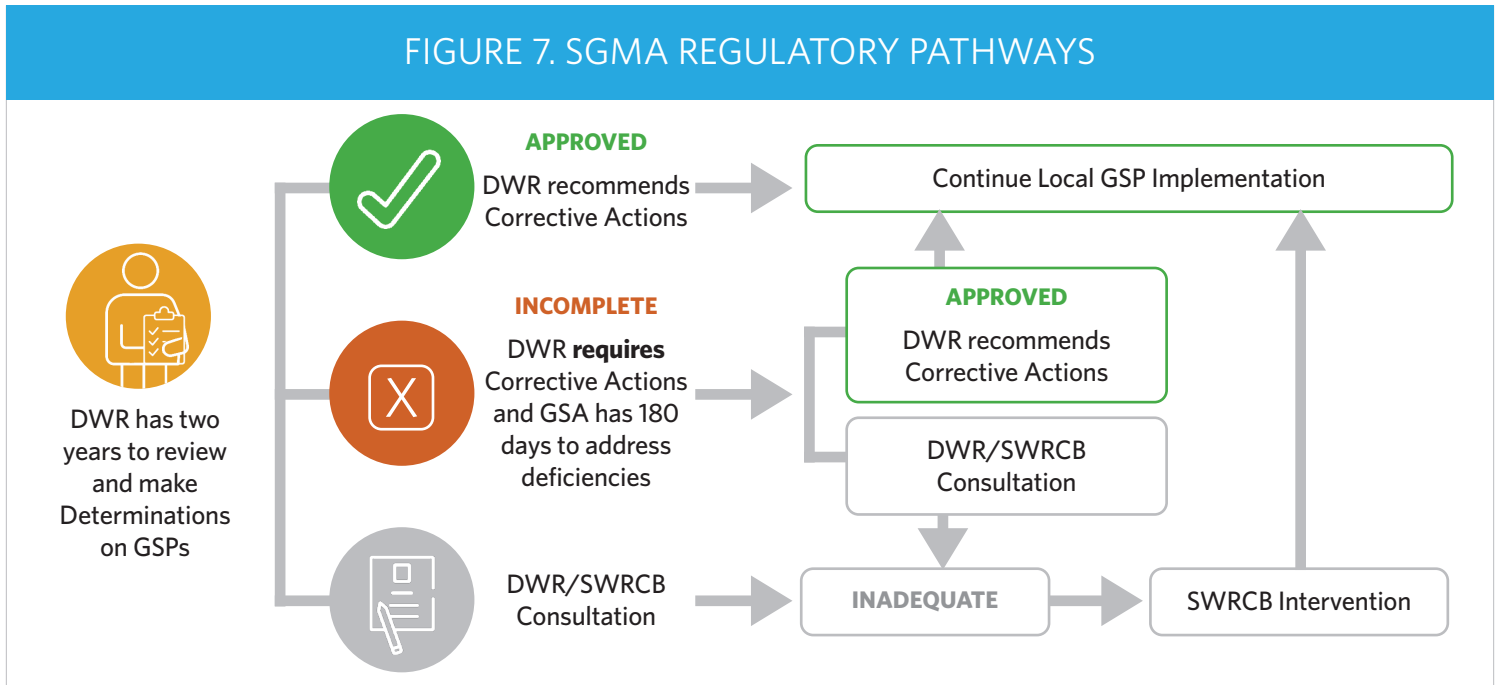 FIGURE 7. SGMA REGULATORY PATHWAYS
DWR has two
years to review
and make
Determinations
on GSPs
APPROVED
DWR recommends
Corrective Actions
Continue Local GSP Implementation
INCOMPLETE
DWR requires
Corrective Actions
and GSA has 180
days to address
deficiencies
X
APPROVED
DWR recommends
Corrective Actions
DWR/SWRCB
Consultation
DWR/SWRCB
Consultation
INADEQUATE
SWRCB Intervention